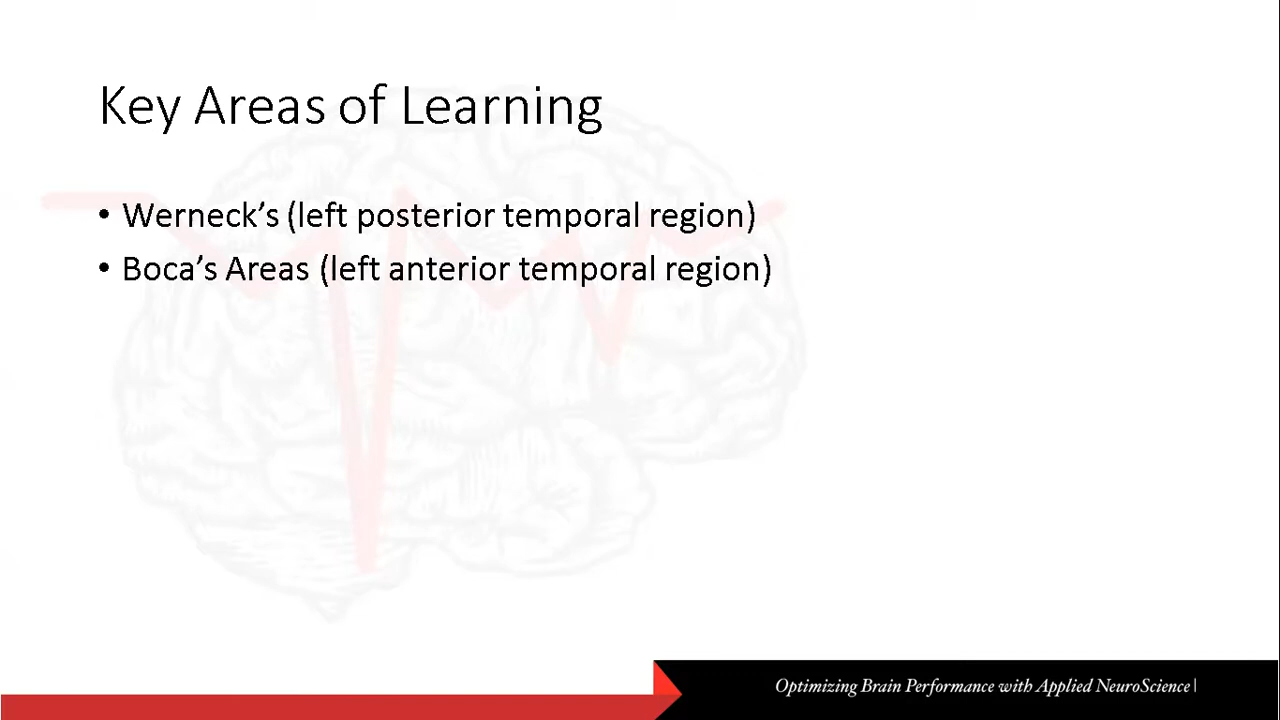 Key Areas of Learning
• Werneck's (left posterior temporal region)
• Boca's Areas (left anterior temporal region)
Optimizing Brain Performance with Applied NeuroScience |